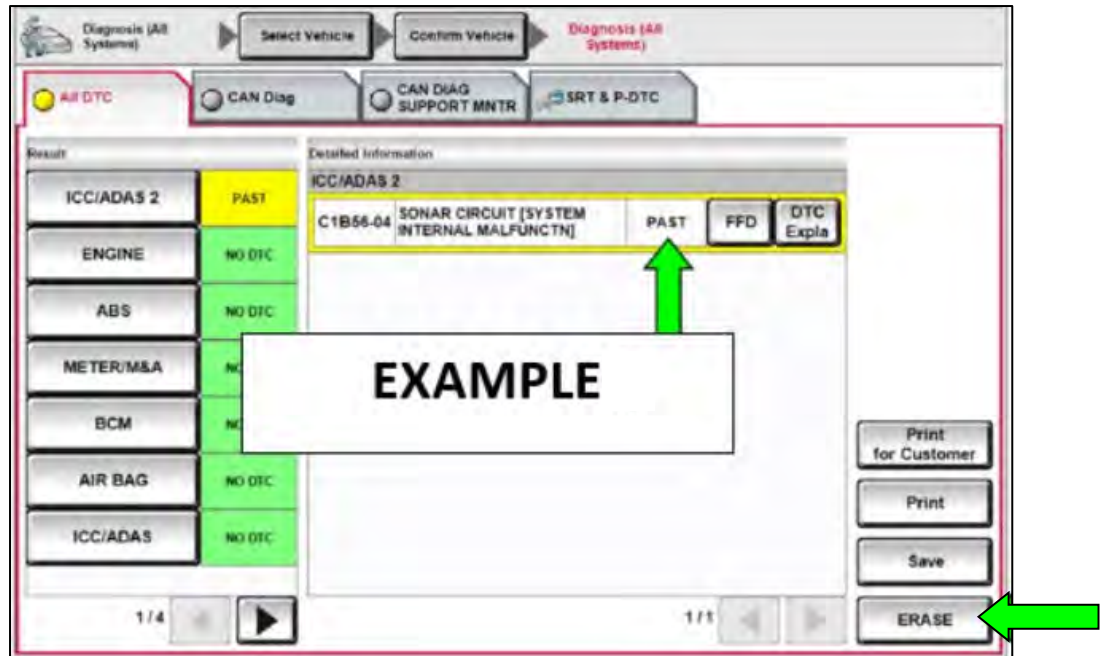 Diagnosis (All
Systems)
Select Vehicle
Confirm Vehicle
Diagnosis (All
Systems)
All DTC
CAN Diag
CAN DIAG
SUPPORT MNTR
SRT & P-DTC
Result
Detailed Information
ICC/ADAS 2
PAST
ICC/ADAS 2
C1B56-04
SONAR CIRCUIT [SYSTEM
INTERNAL MALFUNCTN]
PAST
FFD
DTC
Expla
ENGINE
NO DTC
ABS
NO DTC
METER/M&A
EXAMPLE
BCM
AIR BAG
NO DTC
ICC/ADAS
NO DTC
Print
for Customer
Print
Save
1/4
1/1
ERASE